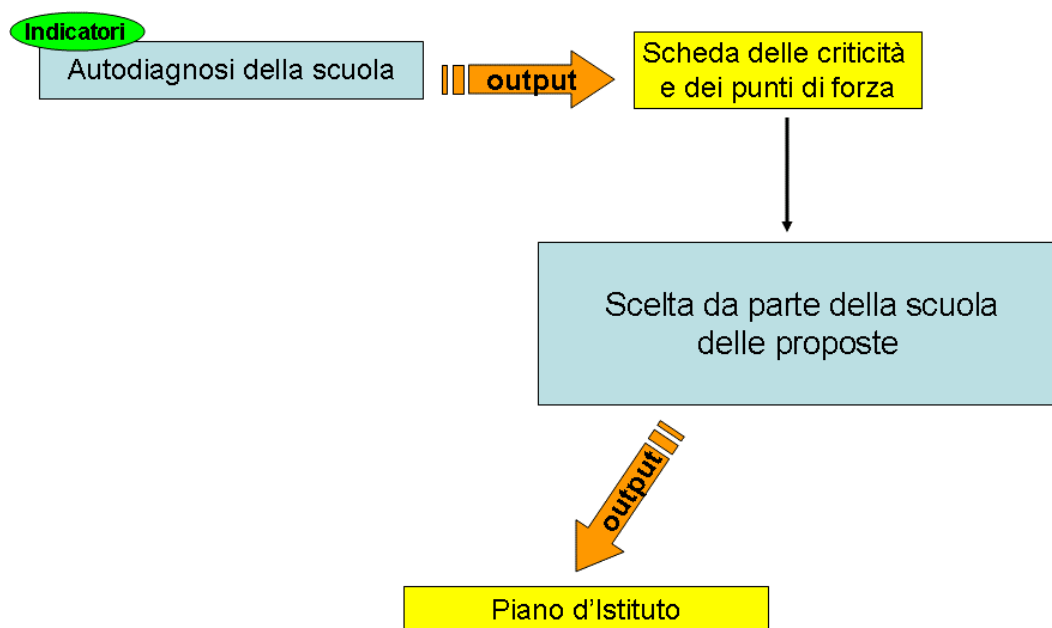 Indicatori
Autodiagnosi della scuola
output
Scheda delle criticità
e dei punti di forza
Scelta da parte della scuola
delle proposte
output
Piano d'Istituto